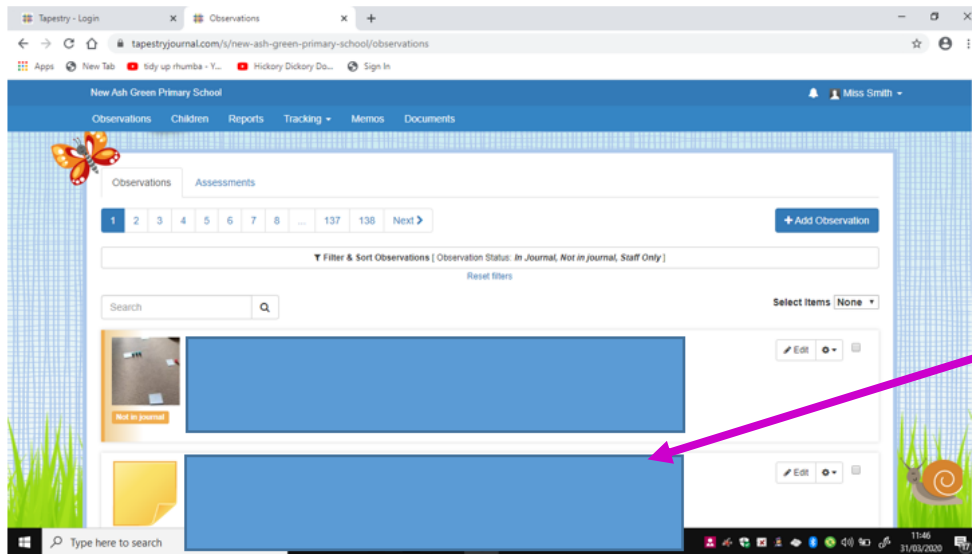 Tapestry - Login
Observations
tapestryjournal.com/s/new-ash-green-primary-school/observations
Apps New Tab tidy up rhumba - Y... Hickory Dickory Do... Sign In
New Ash Green Primary School
Miss Smith
Observations Children Reports Tracking Memos Documents
Observations Assessments
1 2 3 4 5 6 7 8 ... 137 138 Next
+ Add Observation
Filter & Sort Observations [ Observation Status: In Journal, Not in journal, Staff Only ]
Reset filters
Search
Select Items None
Edit
Not in journal
Edit
Type here to search
11:46
31/03/2020